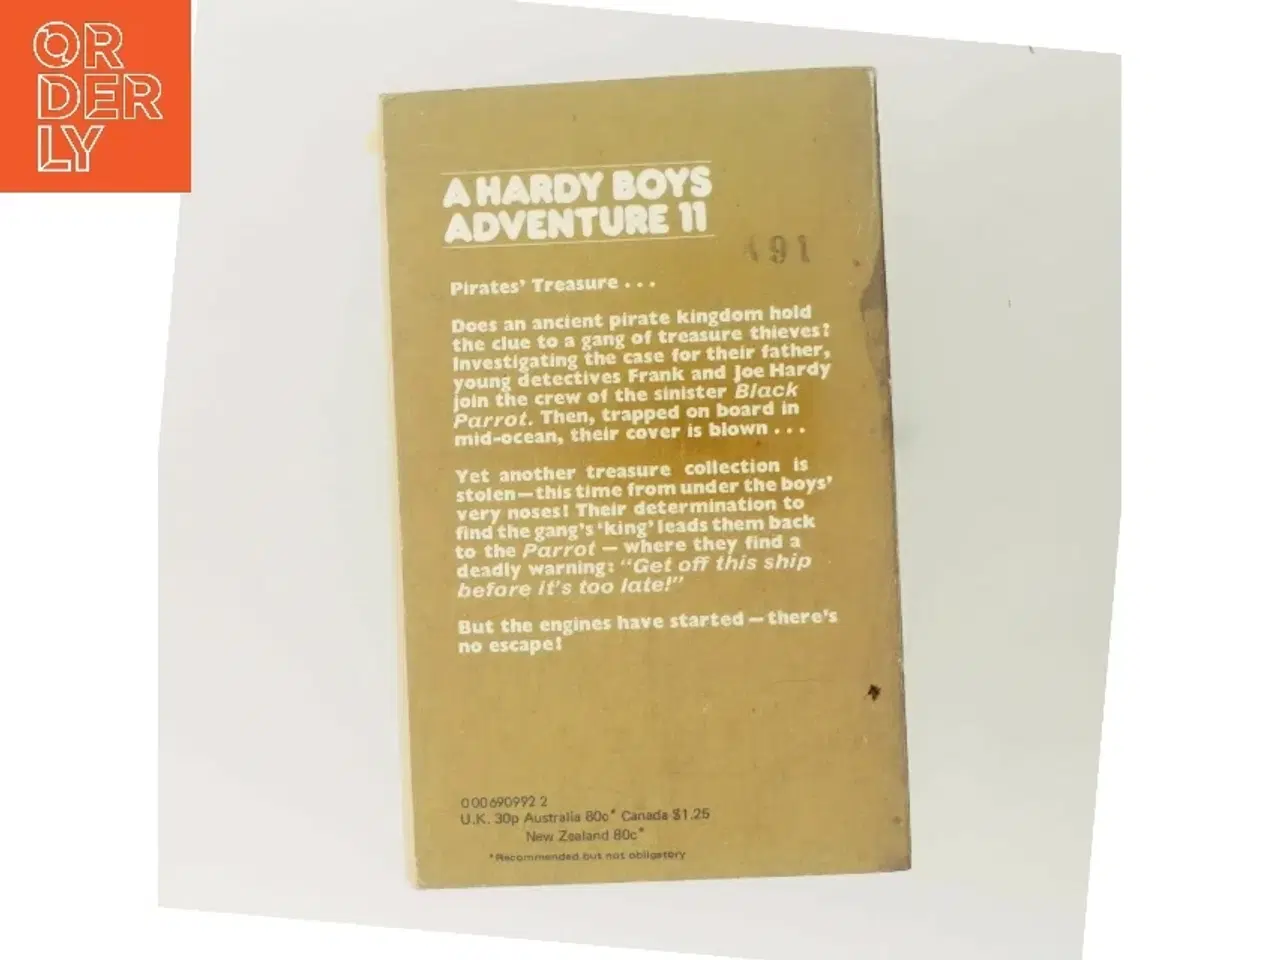 OR
DER
LY
A HARDY BOYS
ADVENTURE 11
491
Pirates' Treasure . . .
Does an ancient pirate kingdom hold
the clue to a gang of treasure thieves?
Investigating the case for their father,
young detectives Frank and Joe Hardy
join the crew of the sinister Black
Parrot. Then, trapped on board in
mid-ocean, their cover is blown . . .
Yet another treasure collection is
stolen—this time from under the boys'
very noses! Their determination to
find the gang's 'king' leads them back
to the Parrot — where they find a
deadly warning: "Get off this ship
before it's too late!"
But the engines have started — there's
no escape!
0 00 690992 2
U.K. 30p Australia 80c* Canada $1.25
New Zealand 80c*
*Recommended but not obligatory